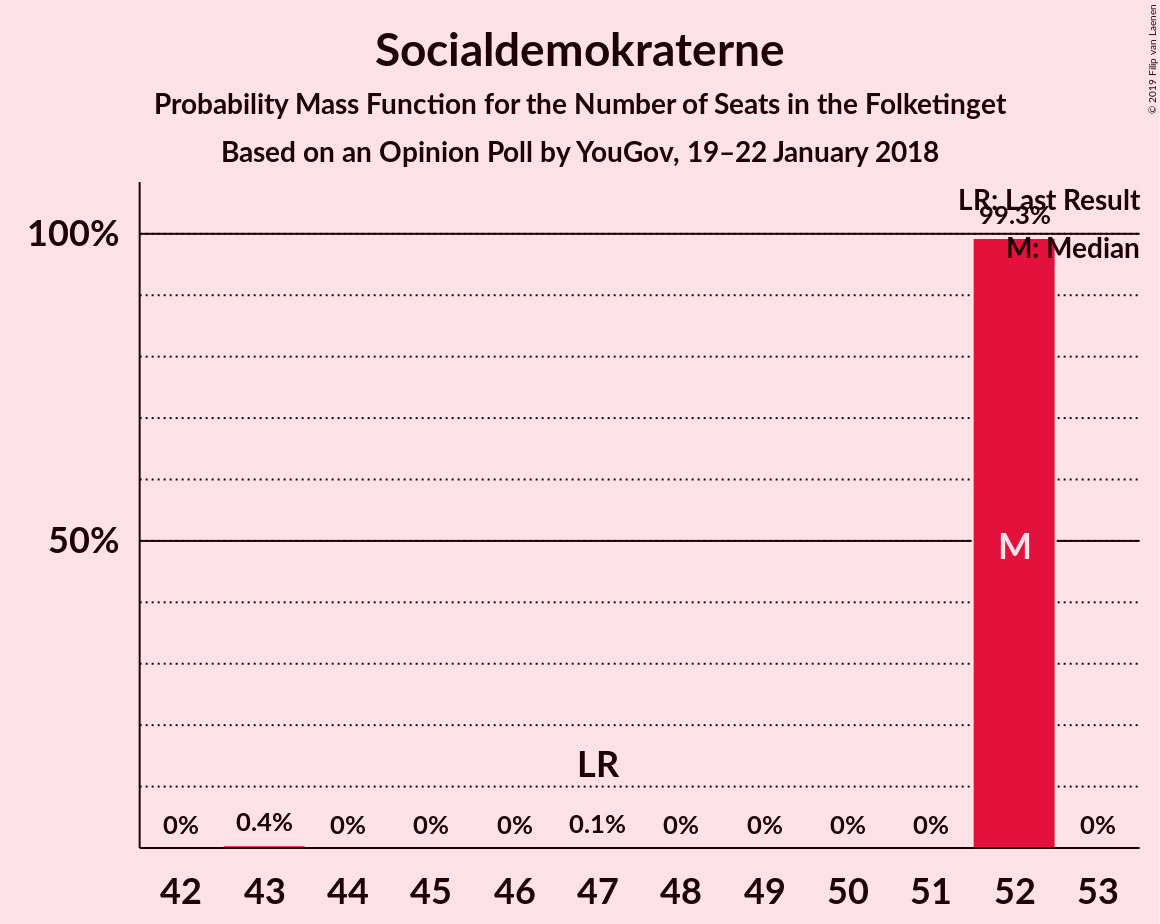 Socialdemokraterne
Probability Mass Function for the Number of Seats in the Folketinget
Based on an Opinion Poll by YouGov, 19–22 January 2018
© 2019 Filip van Laenen
LR: Last Result
99.3%
M: Median
100%
50%
M
LR
0% 0.4% 0% 0% 0% 0.1% 0% 0% 0% 0% 0%
42 43 44 45 46 47 48 49 50 51 52 53